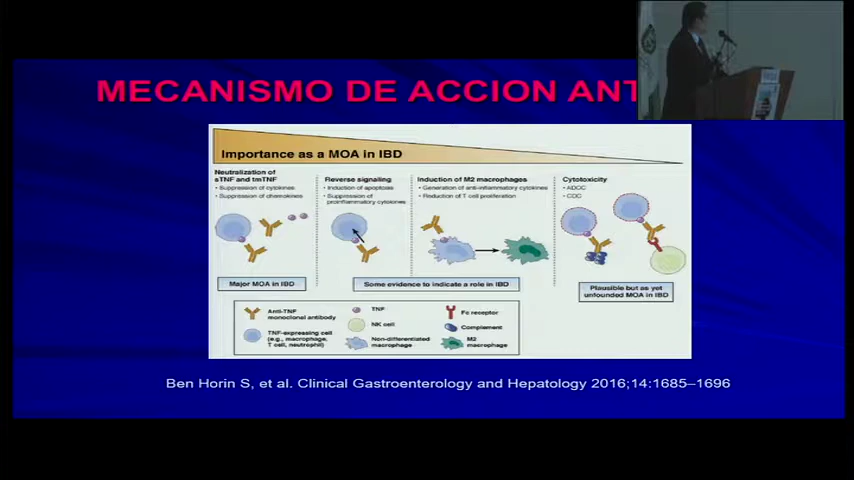 MECANISMO DE ACCION ANT
Importance as a MOA in IBD
Neutralization of
sTNF and tmTNF
• Suppression of cytokines
• Suppression of chemokines
Reverse signaling
• Induction of apoptosis
• Suppression of
proinflammatory cytokines
Induction of M2 macrophages
• Generation of anti-inflammatory cytokines
• Reduction of T cell proliferation
Cytotoxicity
• ADCC
• CDC
Major MOA in IBD
Some evidence to indicate a role in IBD
Plausible but as yet
unfounded MOA in IBD
Anti-TNF
monoclonal antibody
TNF-expressing cell
(e.g., macrophage,
T cell, neutrophil)
TNF
NK cell
Non-differentiated
macrophage
Fc receptor
Complement
M2
macrophage
Ben Horin S, et al. Clinical Gastroenterology and Hepatology 2016;14:1685–1696